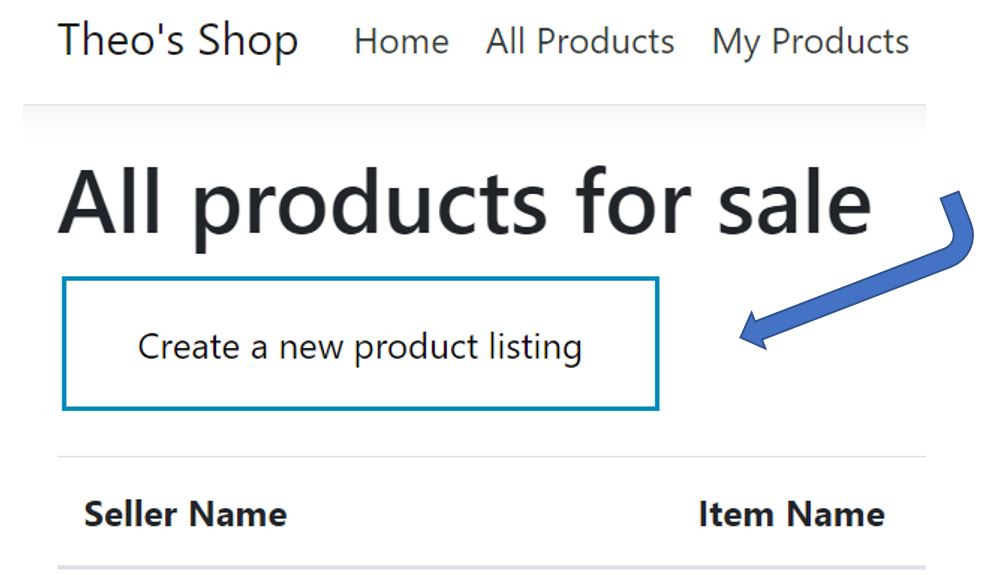 Theo's Shop Home All Products My Products
All products for sale
Create a new product listing
Seller Name Item Name